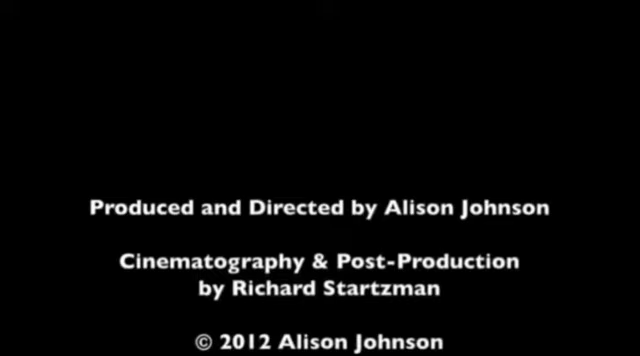 Produced and Directed by Alison Johnson
Cinematography & Post-Production
by Richard Startzman
© 2012 Alison Johnson